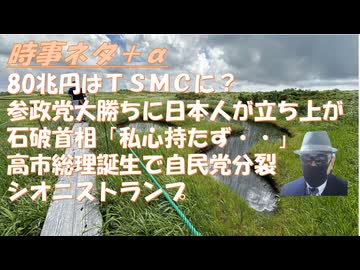 時事ネタ＋α
80兆円はTSMCに？
参政党大勝ちに日本人が立ち上が
石破首相「私心持たず・・」
高市総理誕生で自民党分裂
シオニストランプ